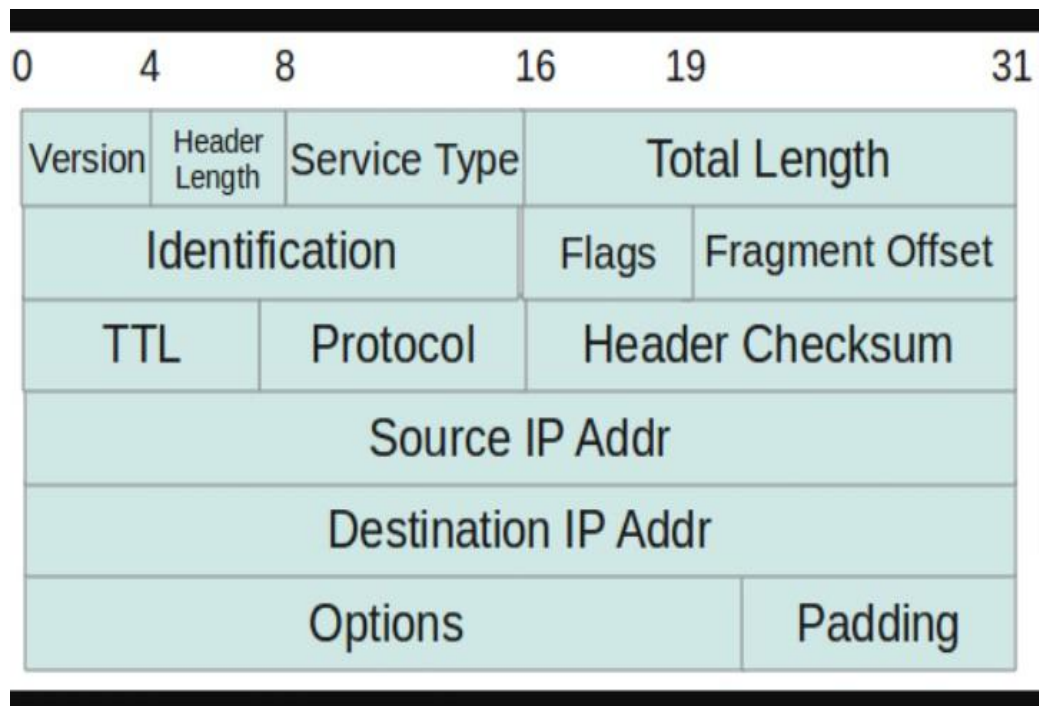 0 4 8 16 19 31
Version Header Length Service Type Total Length
Identification Flags Fragment Offset
TTL Protocol Header Checksum
Source IP Addr
Destination IP Addr
Options Padding